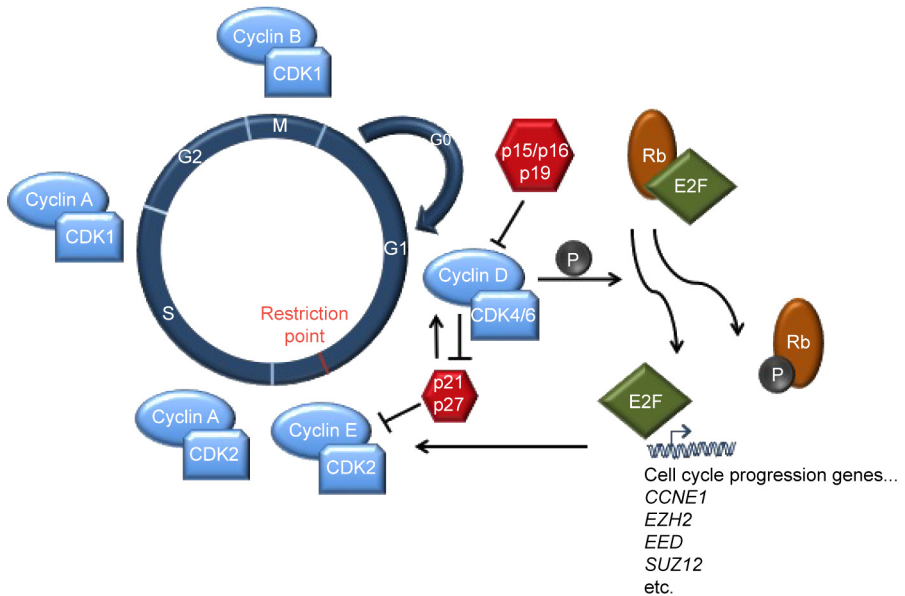 Cyclin B
CDK1
M
G2
G0
p15/p16
p19
Rb
E2F
Cyclin A
CDK1
G1
Cyclin D
CDK4/6
P
S
Restriction
point
Rb
P
p21
p27
E2F
Cyclin A
CDK2
Cyclin E
CDK2
Cell cycle progression genes...
CCNE1
EZH2
EED
SUZ12
etc.